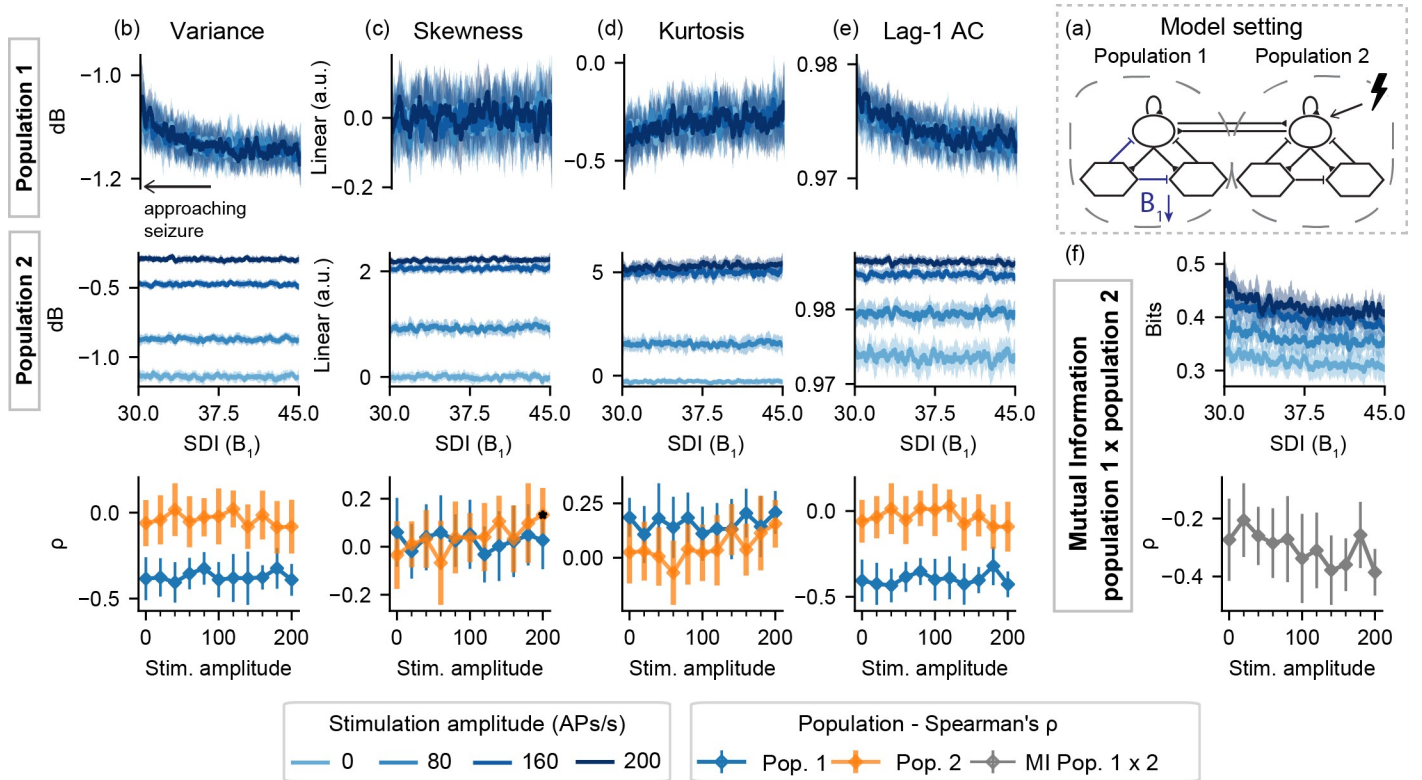 (b) Variance
(c) Skewness
(d) Kurtosis
(e) Lag-1 AC
(a) Model setting
Population 1 Population 2
B₁↓
Population 1
dB
−1.0
−1.1
−1.2
approaching
seizure
Linear (a.u.)
0.0
−0.2
0.0
−0.5
0.98
0.97
Population 2
dB
−0.5
−1.0
30.0 37.5 45.0
SDI (B₁)
Linear (a.u.)
2
0
30.0 37.5 45.0
SDI (B₁)
5
0
30.0 37.5 45.0
SDI (B₁)
0.98
0.97
30.0 37.5 45.0
SDI (B₁)
(f)
Mutual Information
population 1 x population 2
Bits
0.5
0.4
0.3
30.0 37.5 45.0
SDI (B₁)
ρ
0.0
−0.5
0 100 200
Stim. amplitude
0.2
0.0
−0.2
0 100 200
Stim. amplitude
0.25
0.00
0 100 200
Stim. amplitude
0.0
−0.5
0 100 200
Stim. amplitude
ρ
−0.2
−0.4
0 100 200
Stim. amplitude
Stimulation amplitude (APs/s)
0 80 160 200
Population - Spearman's ρ
Pop. 1 Pop. 2 MI Pop. 1 x 2